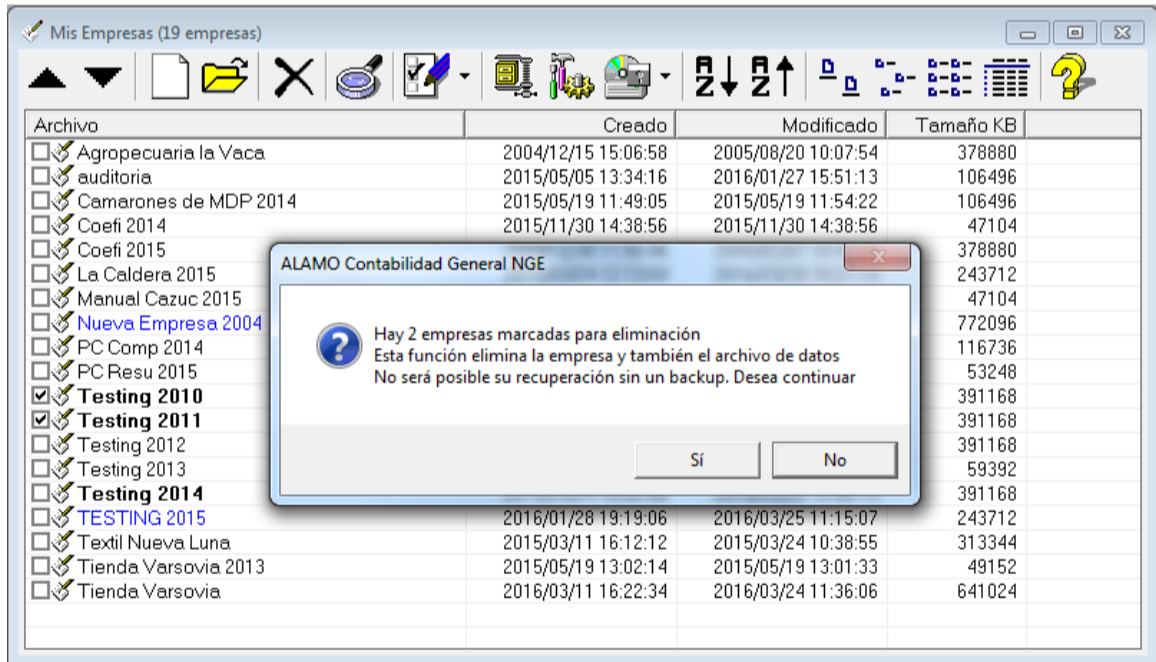 Mis Empresas (19 empresas)
Archivo Creado Modificado Tamaño KB
Agropecuaria la Vaca 2004/12/15 15:06:58 2005/08/20 10:07:54 378880
auditoria 2015/05/05 13:34:16 2016/01/27 15:51:13 106496
Camarones de MDP 2014 2015/05/19 11:49:05 2015/05/19 11:54:22 106496
Coefi 2014 2015/11/30 14:38:56 2015/11/30 14:38:56 47104
Coefi 2015 378880
La Caldera 2015 243712
Manual Cazuc 2015 47104
Nueva Empresa 2004 772096
PC Comp 2014 116736
PC Resu 2015 53248
Testing 2010 391168
Testing 2011 391168
Testing 2012 391168
Testing 2013 59392
Testing 2014 391168
TESTING 2015 2016/01/28 19:19:06 2016/03/25 11:15:07 243712
Textil Nueva Luna 2015/03/11 16:12:12 2015/03/24 10:38:55 313344
Tienda Varsovia 2013 2015/05/19 13:02:14 2015/05/19 13:01:33 49152
Tienda Varsovia 2016/03/11 16:22:34 2016/03/24 11:36:06 641024
ALAMO Contabilidad General NGE
Hay 2 empresas marcadas para eliminación
Esta función elimina la empresa y también el archivo de datos
No será posible su recuperación sin un backup. Desea continuar
Sí No